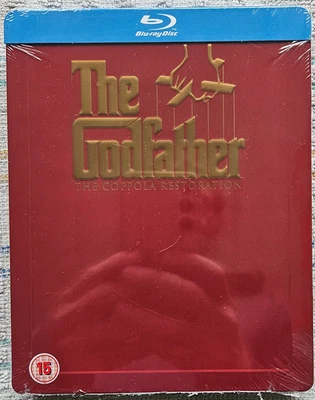 Blu-ray Disc
The
Godfather
THE COPPOLA RESTORATION
15